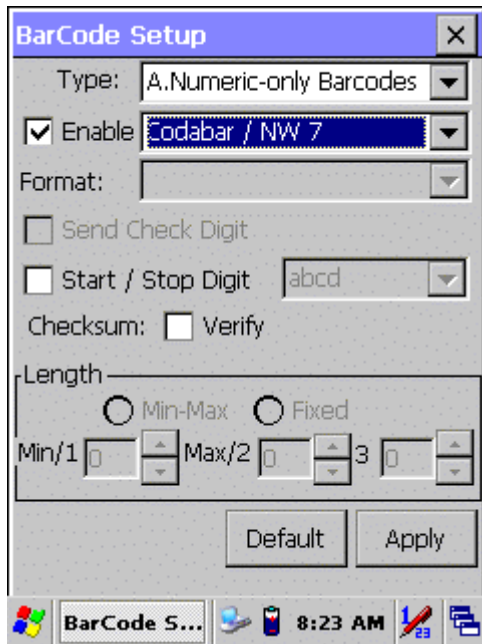 BarCode Setup
Type: A.Numeric-only Barcodes
Enable Codabar / NW 7
Format:
Send Check Digit
Start / Stop Digit abcd
Checksum: Verify
Length
Min-Max Fixed
Min/1 0 Max/2 0 3 0
Default Apply
BarCode S... 8:23 AM 1/23